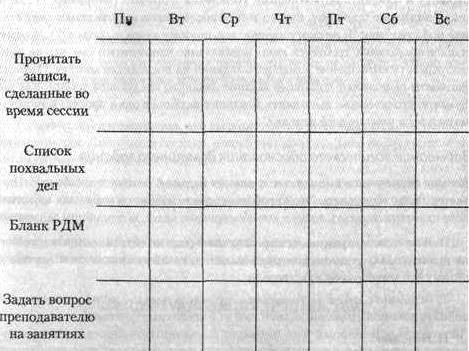 Пн Вт Ср Чт Пт Сб Вс
Прочитать
записи,
сделанные во
время сессии
Список
похвальных
дел
Бланк РДМ
Задать вопрос
преподавателю
на занятиях